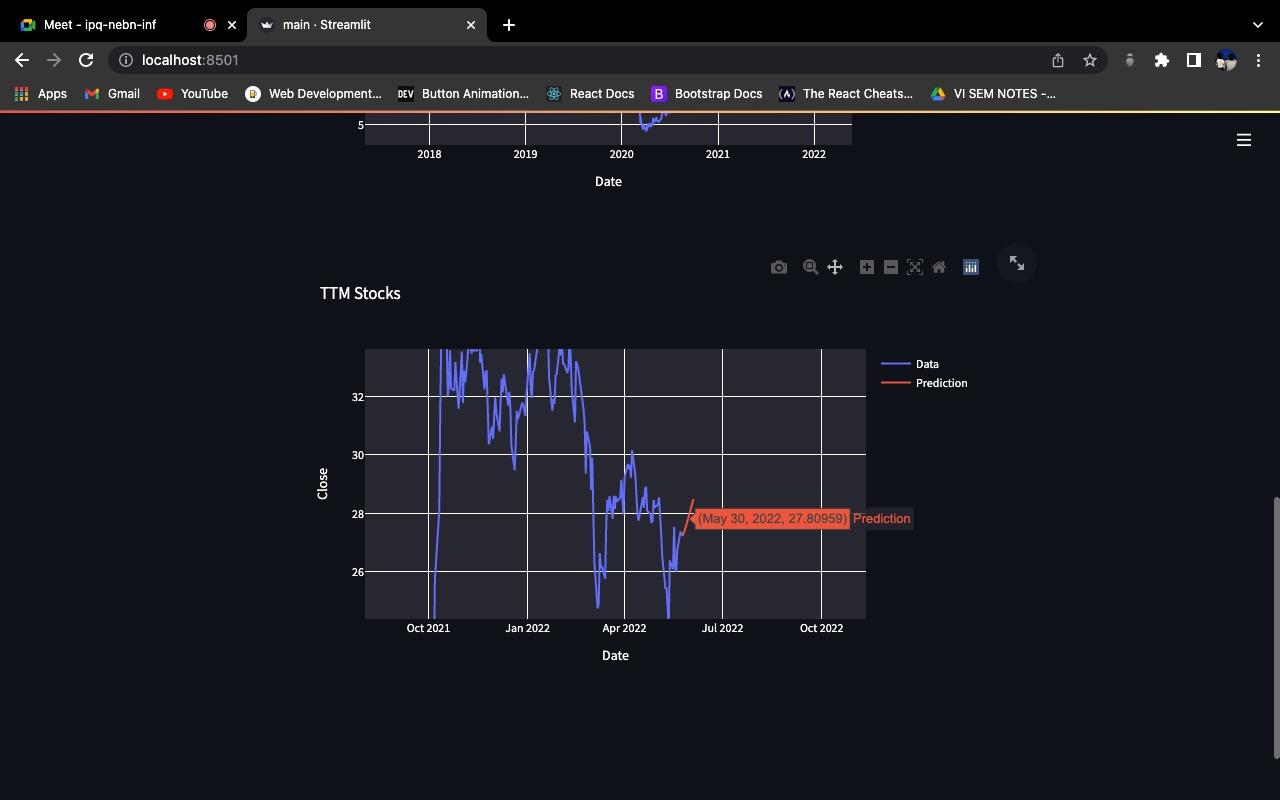 Meet - ipq-nebn-inf
main · Streamlit
localhost:8501
Apps Gmail YouTube Web Development... DEV Button Animation... React Docs B Bootstrap Docs The React Cheats... VI SEM NOTES -...
5
2018 2019 2020 2021 2022
Date
TTM Stocks
Data
Prediction
32
30
28
26
Close
(May 30, 2022, 27.80959) Prediction
Oct 2021 Jan 2022 Apr 2022 Jul 2022 Oct 2022
Date